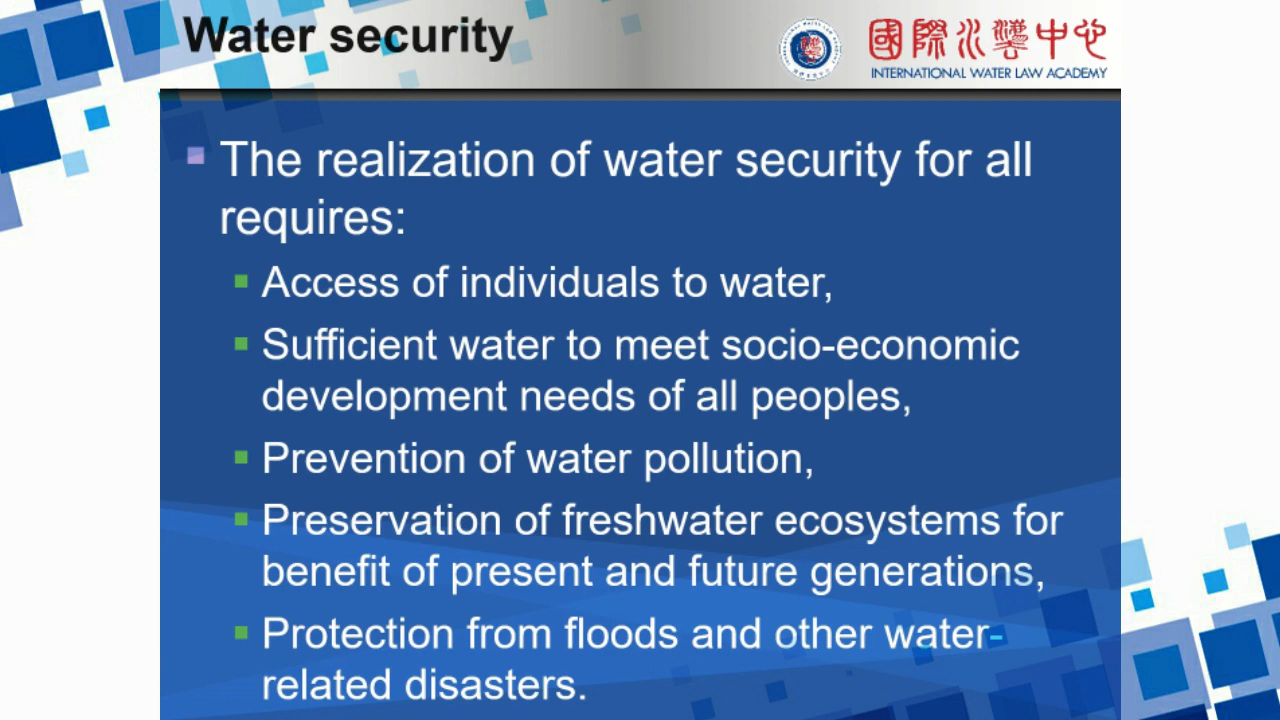 Water security
國際水灋中心
INTERNATIONAL WATER LAW ACADEMY
The realization of water security for all
requires:
Access of individuals to water,
Sufficient water to meet socio-economic
development needs of all peoples,
Prevention of water pollution,
Preservation of freshwater ecosystems for
benefit of present and future generations,
Protection from floods and other water-
related disasters.